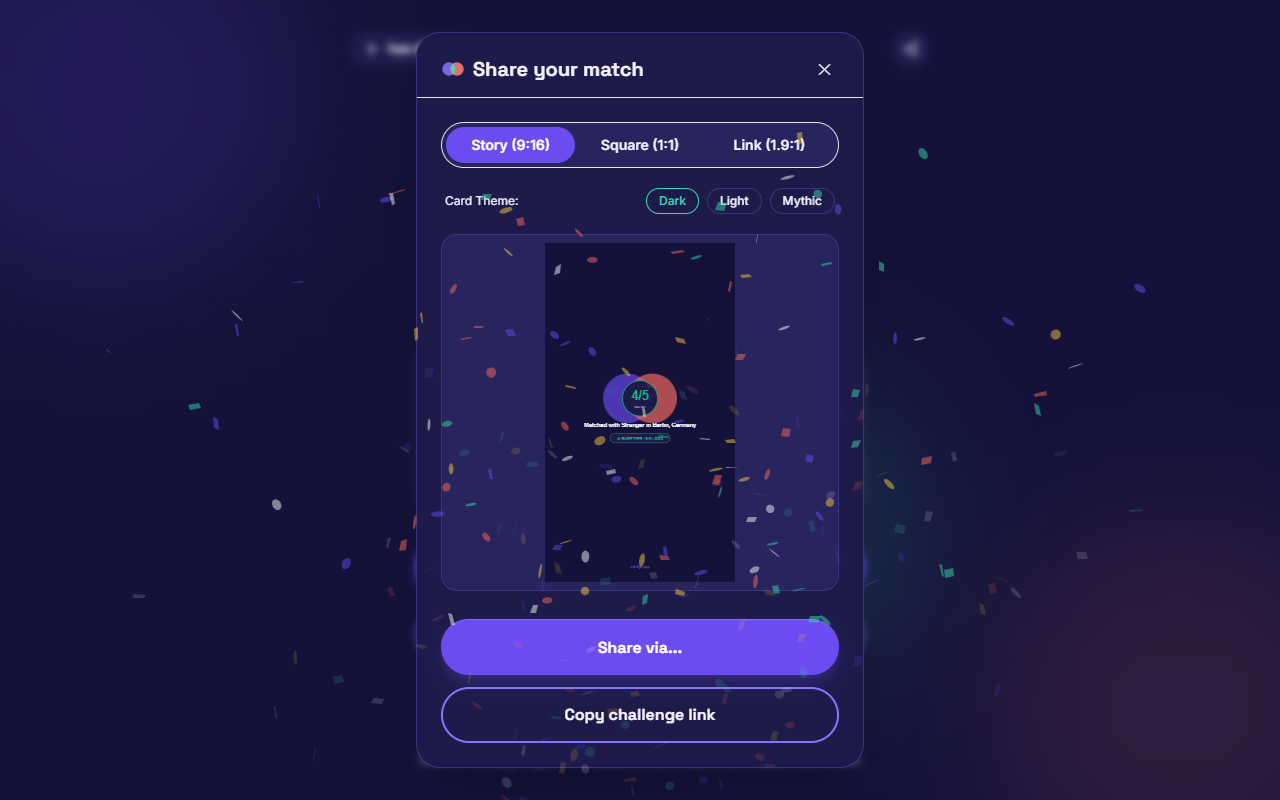 Share your match
Story (9:16)
Square (1:1)
Link (1.9:1)
Card Theme:
Dark
Light
Mythic
4/5
Matched with Stranger in Berlin, Germany
Share via...
Copy challenge link